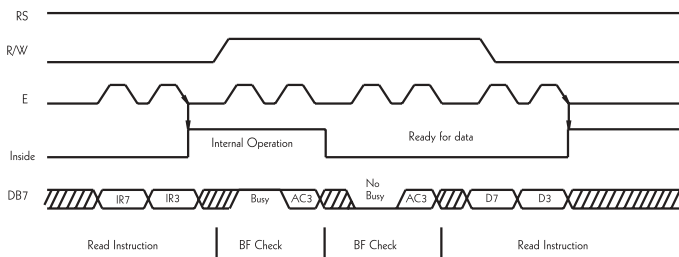 RS
R/W
E
Inside
Internal Operation
Ready for data
DB7
IR7
IR3
Busy
AC3
No
Busy
AC3
D7
D3
Read Instruction
BF Check
BF Check
Read Instruction